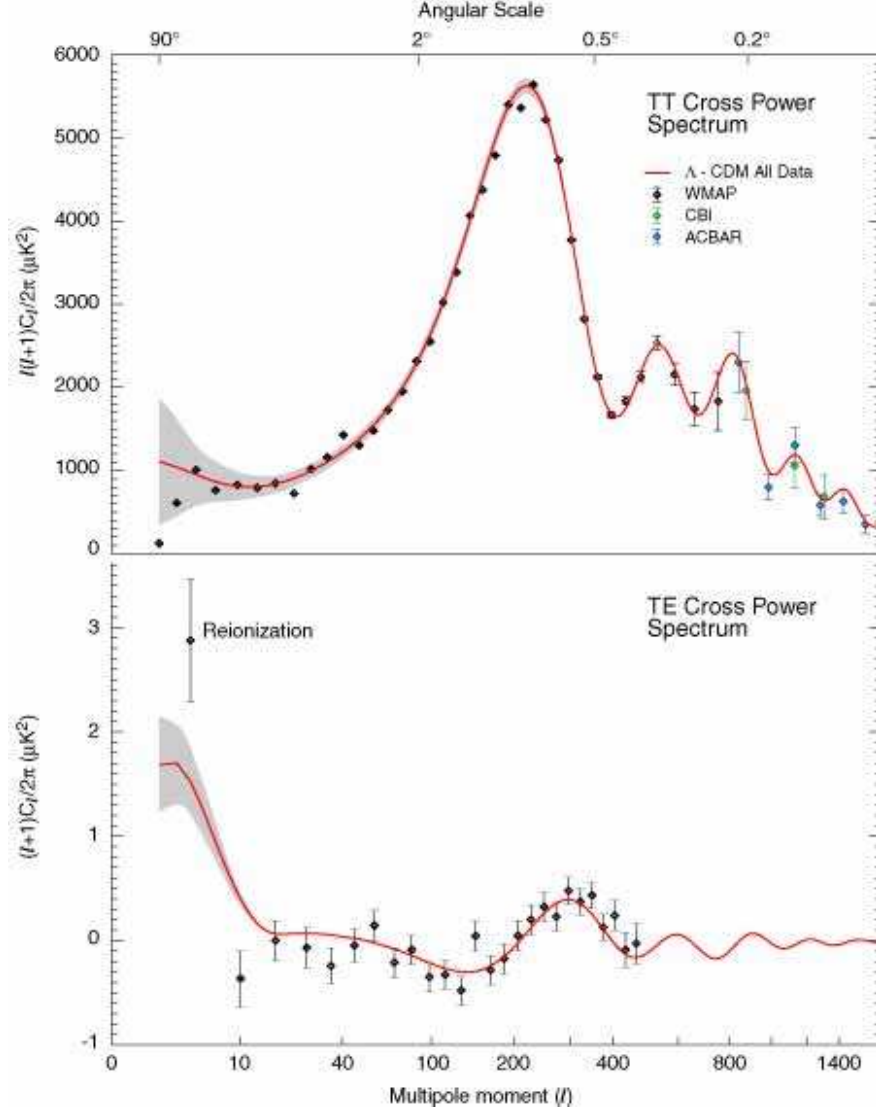 Angular Scale
90° 2° 0.5° 0.2°
6000
TT Cross Power
Spectrum
5000
Λ - CDM All Data
WMAP
CBI
ACBAR
4000
l(l+1)Cl/2π (μK²)
3000
2000
1000
0
TE Cross Power
Spectrum
Reionization
3
(l+1)Cl/2π (μK²)
2
1
0
-1
0 10 40 100 200 400 800 1400
Multipole moment (l)